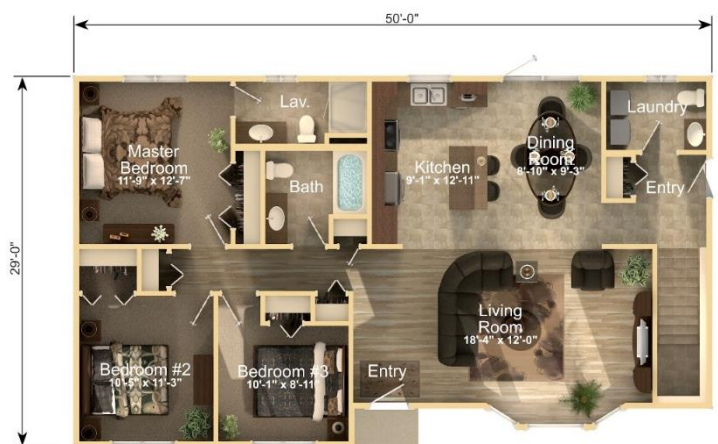 50'-0"
29'-0"
Lav.
Laundry
Master
Bedroom
11'-9" x 12'-7"
Bath
Kitchen
9'-1" x 12'-11"
Dining
Room
8'-10" x 9'-3"
Entry
Living
Room
18'-4" x 12'-0"
Bedroom #2
10'-5" x 11'-3"
Bedroom #3
10'-1" x 8'-11"
Entry